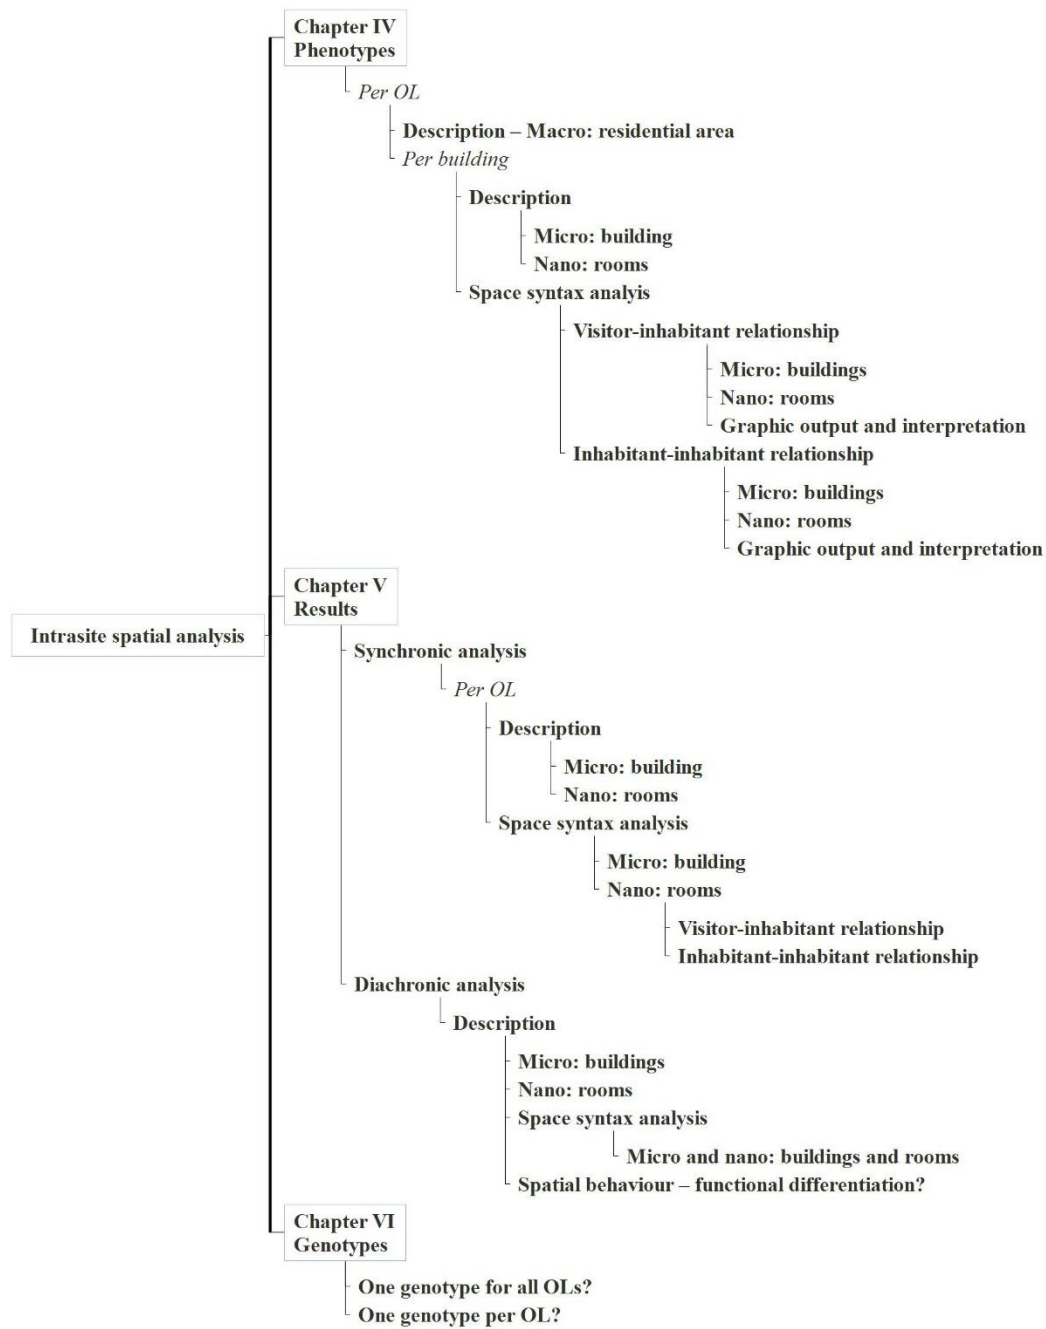 Chapter IV
Phenotypes
Per OL
Description – Macro: residential area
Per building
Description
Micro: building
Nano: rooms
Space syntax analyis
Visitor-inhabitant relationship
Micro: buildings
Nano: rooms
Graphic output and interpretation
Inhabitant-inhabitant relationship
Micro: buildings
Nano: rooms
Graphic output and interpretation
Chapter V
Results
Intrasite spatial analysis
Synchronic analysis
Per OL
Description
Micro: building
Nano: rooms
Space syntax analysis
Micro: building
Nano: rooms
Visitor-inhabitant relationship
Inhabitant-inhabitant relationship
Diachronic analysis
Description
Micro: buildings
Nano: rooms
Space syntax analysis
Micro and nano: buildings and rooms
Spatial behaviour – functional differentiation?
Chapter VI
Genotypes
One genotype for all OLs?
One genotype per OL?